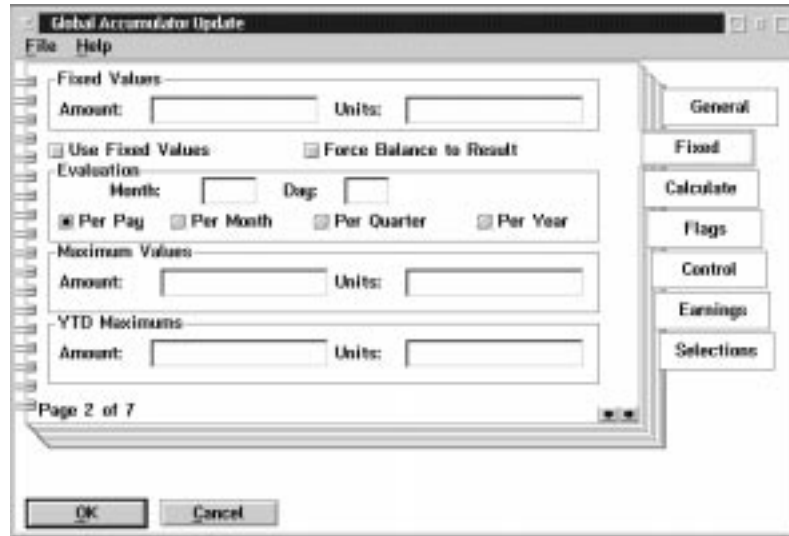 Global Accumulator Update
File Help
Fixed Values
Amount: Units:
General
Use Fixed Values Force Balance to Result
Fixed
Evaluation
Month: Day:
Calculate
Per Pay Per Month Per Quarter Per Year
Flags
Maximum Values
Amount: Units:
Control
YTD Maximums
Earnings
Amount: Units:
Selections
Page 2 of 7
OK Cancel